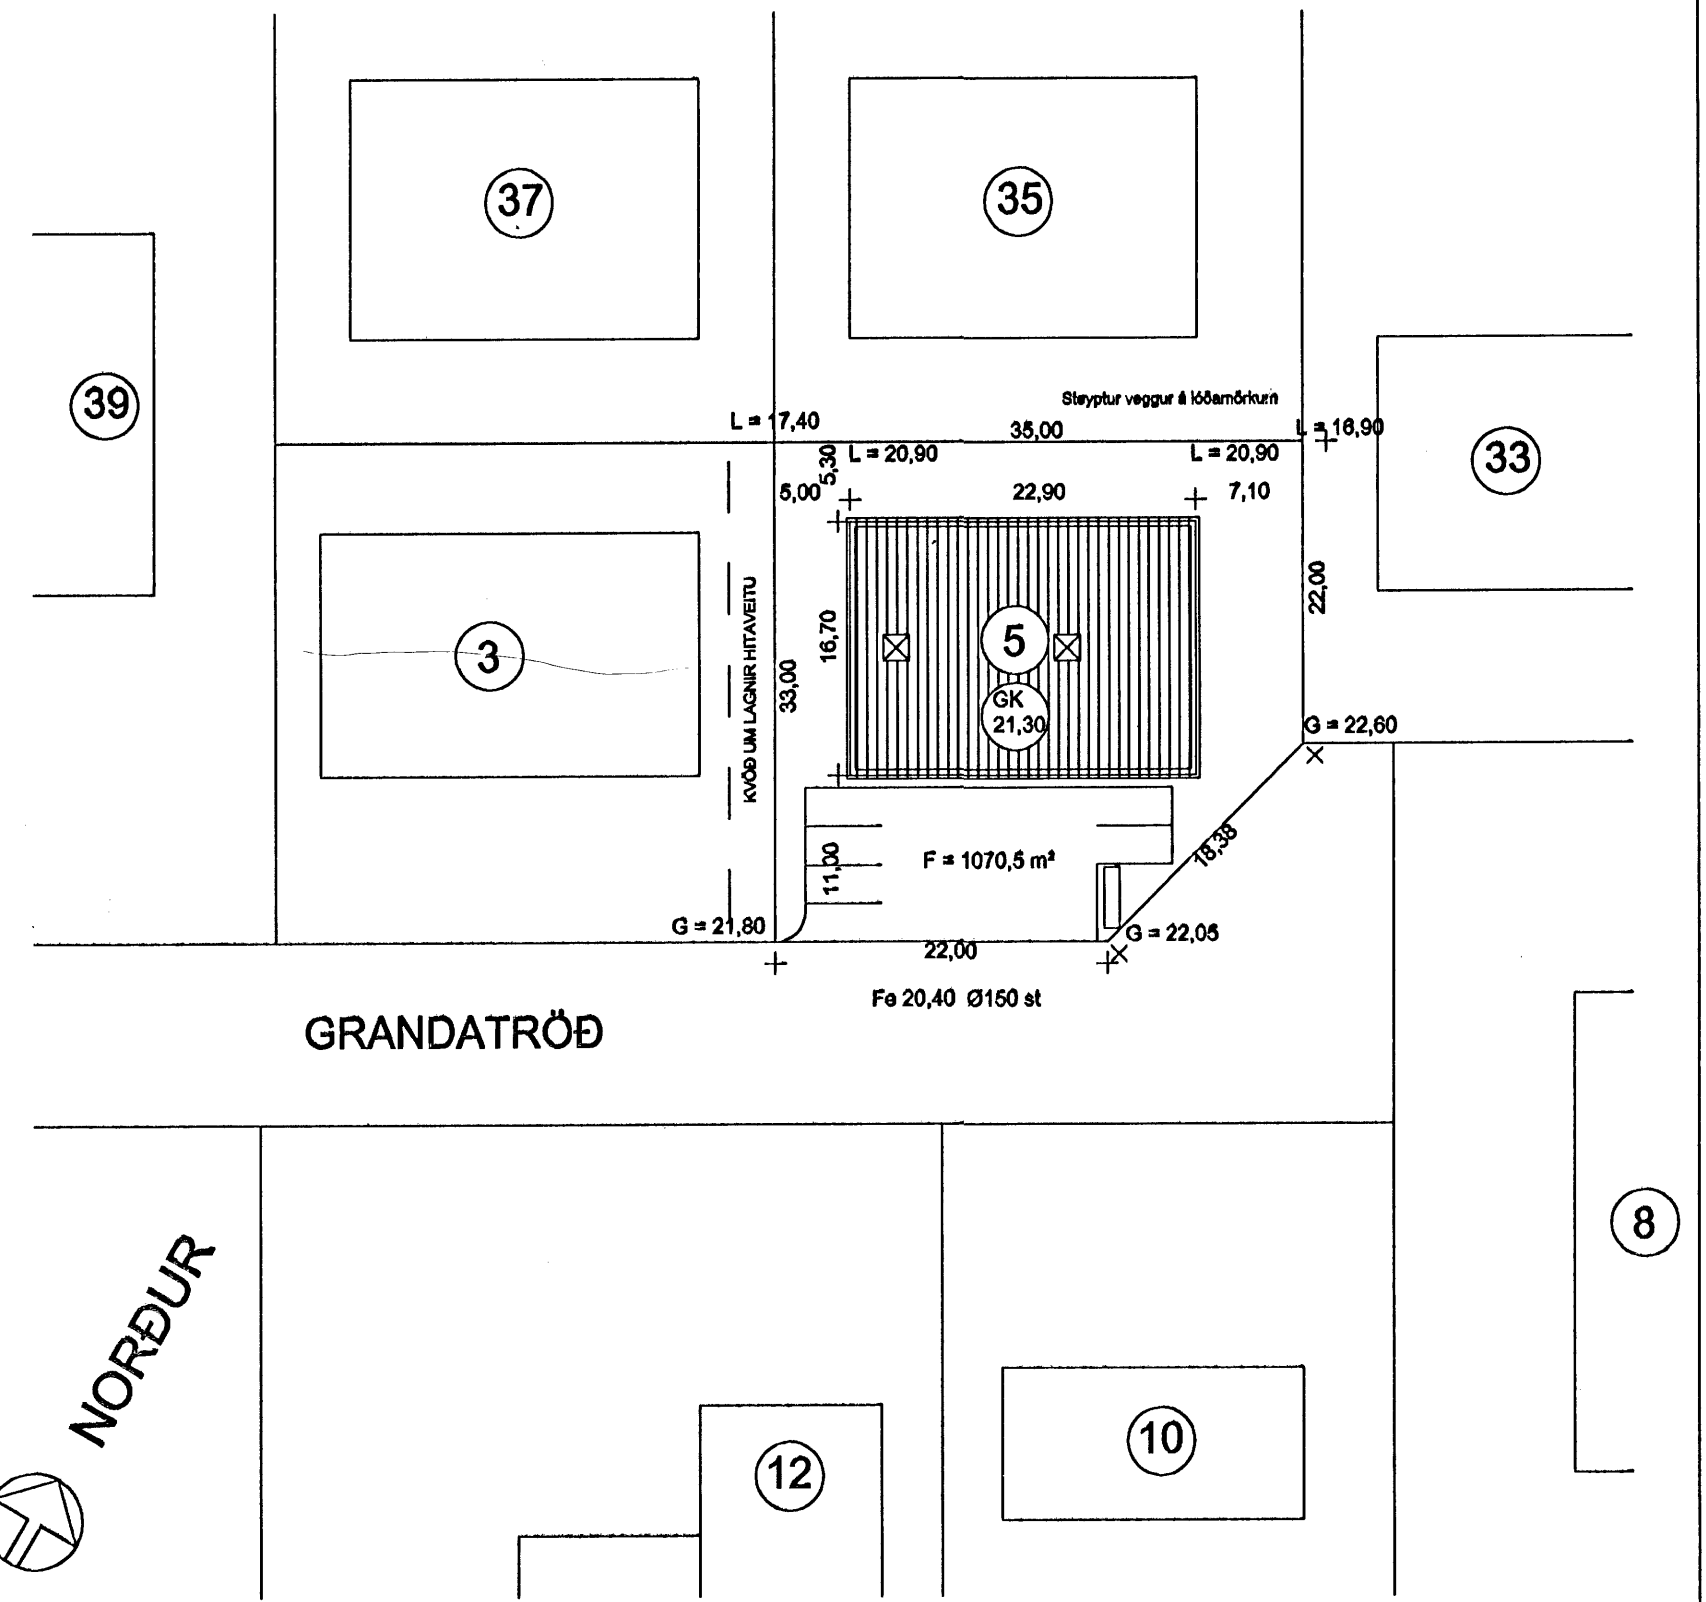 37
35
39
Steyptur veggur á lóðamörkum
L = 17,40
35,00
L = 16,90
5,30
L = 20,90
L = 20,90
33
5,00
22,90
7,10
22,00
KVÖÐ UM LAGNIR HITAVEITU
33,00
16,70
3
5
GK
21,30
G = 22,60
18,38
11,00
F = 1070,5 m²
G = 21,80
22,00
G = 22,05
Fe 20,40 Ø150 st
GRANDATRÖÐ
8
NORÐUR
10
12